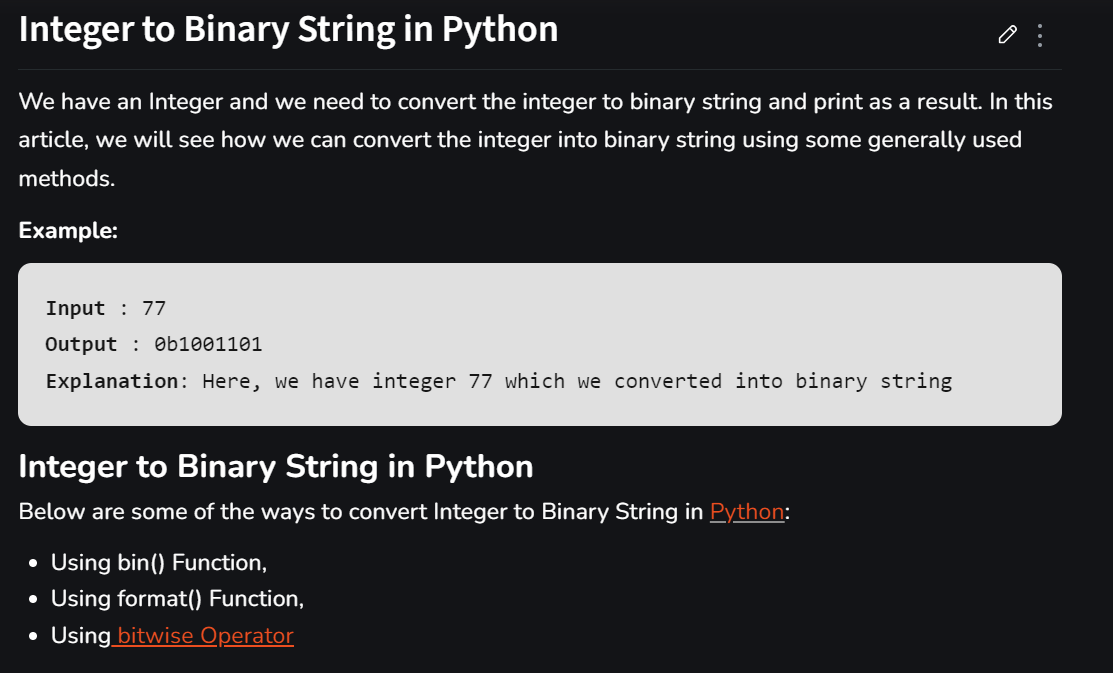 Integer to Binary String in Python
We have an Integer and we need to convert the integer to binary string and print as a result. In this
article, we will see how we can convert the integer into binary string using some generally used
methods.
Example:
Input : 77
Output : 0b1001101
Explanation: Here, we have integer 77 which we converted into binary string
Integer to Binary String in Python
Below are some of the ways to convert Integer to Binary String in Python:
• Using bin() Function,
• Using format() Function,
• Using bitwise Operator